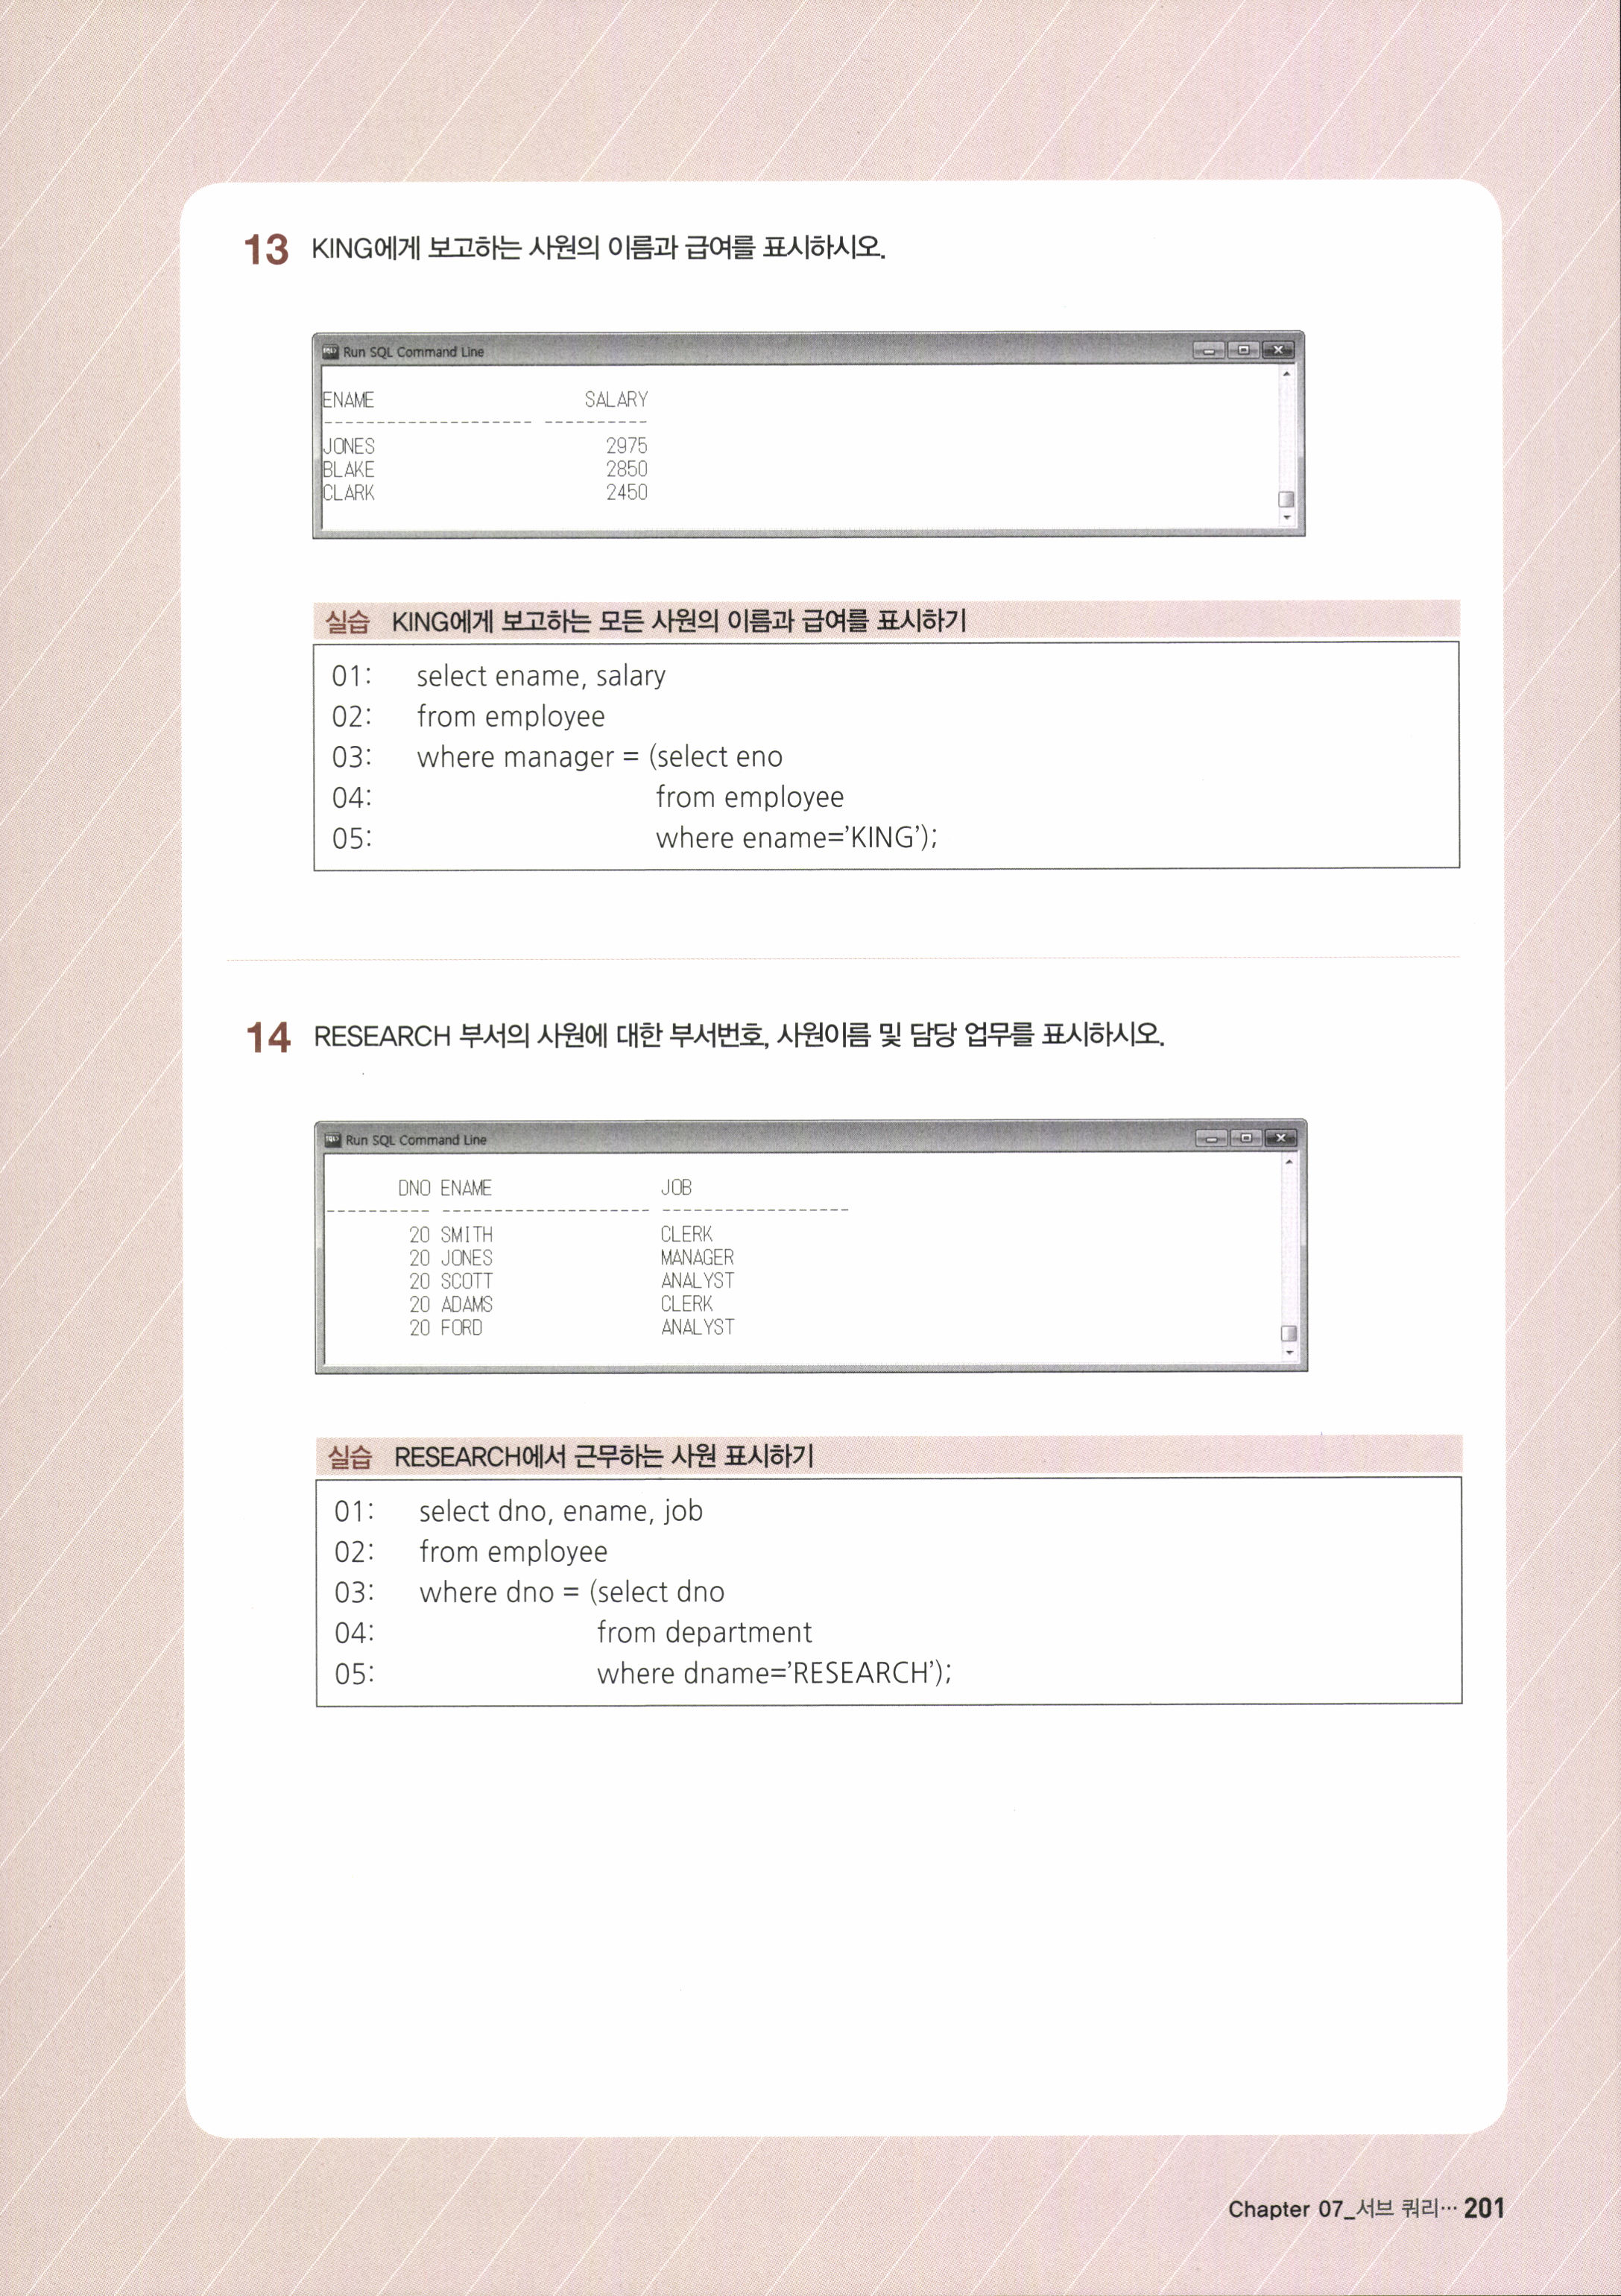 13 KING에게 보고하는 사원의 이름과 급여를 표시하시오.
Run SQL Command Line
ENAME SALARY
-------------------- ----------
JONES 2975
BLAKE 2850
CLARK 2450
실습 KING에게 보고하는 모든 사원의 이름과 급여를 표시하기
01: select ename, salary
02: from employee
03: where manager = (select eno
04: from employee
05: where ename=’KING’);
14 RESEARCH 부서의 사원에 대한 부서번호, 사원이름 및 담당 업무를 표시하시오.
Run SQL Command Line
DNO ENAME JOB
---------- -------------------- ------------------
20 SMITH CLERK
20 JONES MANAGER
20 SCOTT ANALYST
20 ADAMS CLERK
20 FORD ANALYST
실습 RESEARCH에서 근무하는 사원 표시하기
01: select dno, ename, job
02: from employee
03: where dno = (select dno
04: from department
05: where dname=’RESEARCH’);
Chapter 07_서브 쿼리··· 201